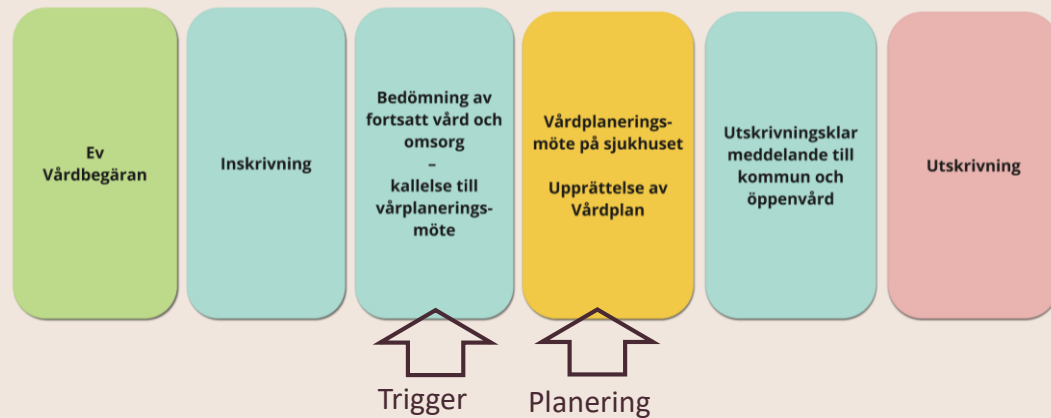 Ev
Vårdbegäran
Inskrivning
Bedömning av
fortsatt vård och
omsorg
–
kallelse till
vårplanerings-
möte
Vårdplanerings-
möte på sjukhuset
Upprättelse av
Vårdplan
Utskrivningsklar
meddelande till
kommun och
öppenvård
Utskrivning
Trigger
Planering